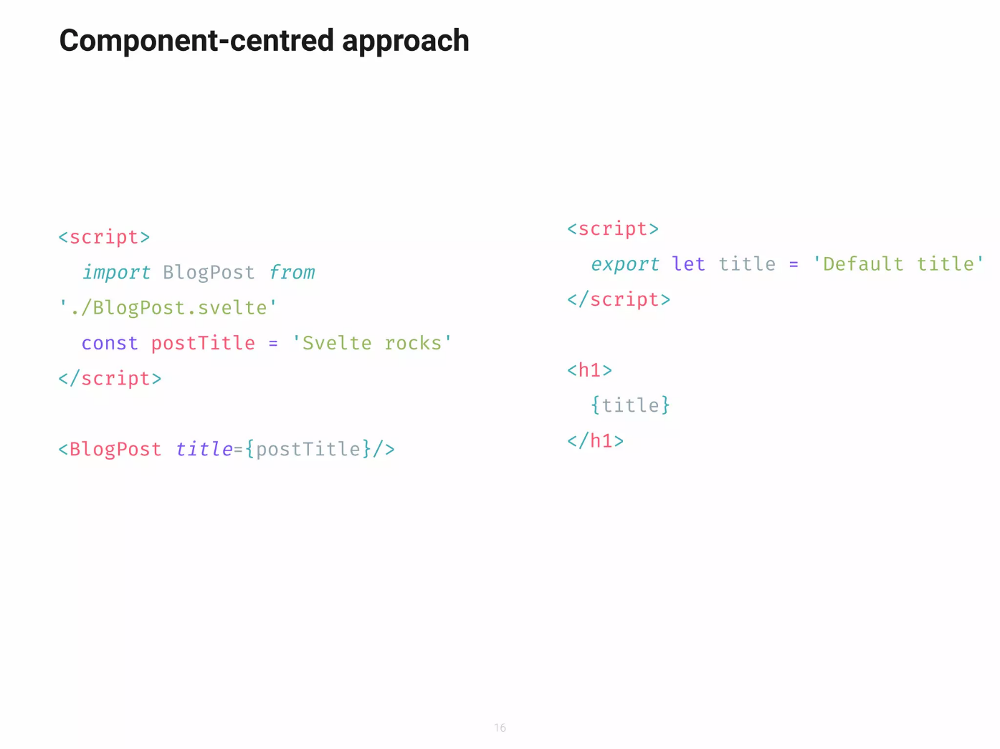 Component-centred approach
<script>
  import BlogPost from
'./BlogPost.svelte'
  const postTitle = 'Svelte rocks'
</script>

<BlogPost title={postTitle}/>
<script>
  export let title = 'Default title'
</script>

<h1>
  {title}
</h1>
16